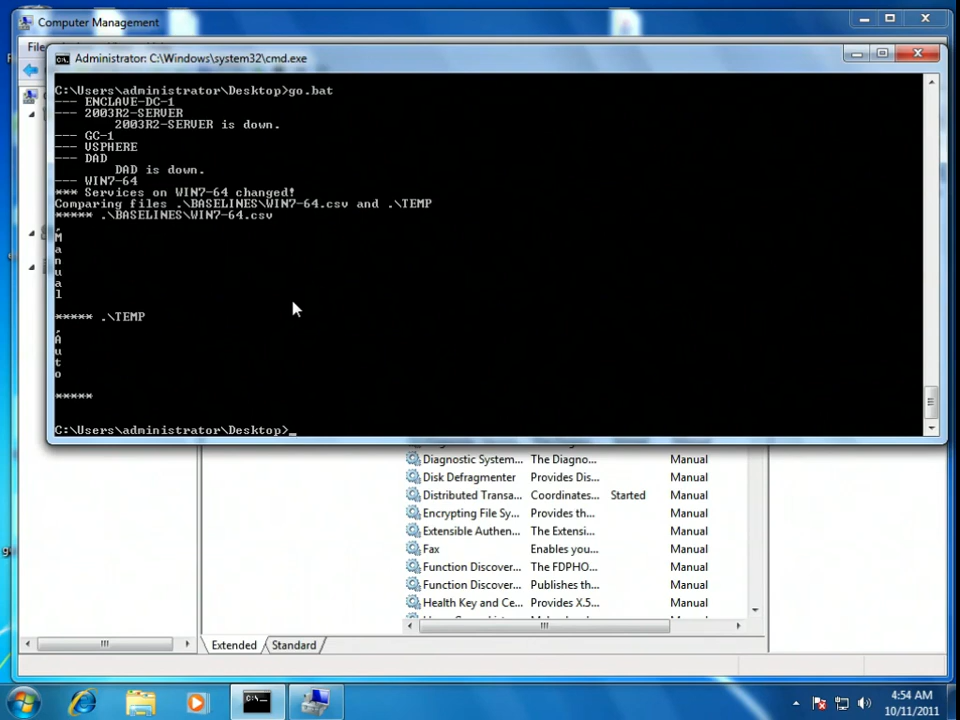 Computer Management
File
Administrator: C:\Windows\system32\cmd.exe
C:\Users\administrator\Desktop>go.bat
--- ENCLAVE-DC-1
--- 2003R2-SERVER
2003R2-SERVER is down.
--- GC-1
--- VSPHERE
--- DAD
DAD is down.
--- WIN7-64
*** Services on WIN7-64 changed!
Comparing files .\BASELINES\WIN7-64.csv and .\TEMP
***** .\BASELINES\WIN7-64.csv
,
M
a
n
u
a
l
***** .\TEMP
,
A
u
t
o
*****
C:\Users\administrator\Desktop>_
Diagnostic System... The Diagno... Manual
Disk Defragmenter Provides Dis... Manual
Distributed Transa... Coordinates... Started Manual
Encrypting File Sy... Provides th... Manual
Extensible Authen... The Extensi... Manual
Fax Enables you... Manual
Function Discover... The FDPHO... Manual
Function Discover... Publishes th... Manual
Health Key and Ce... Provides X.5... Manual
Extended Standard
4:54 AM
10/11/2011